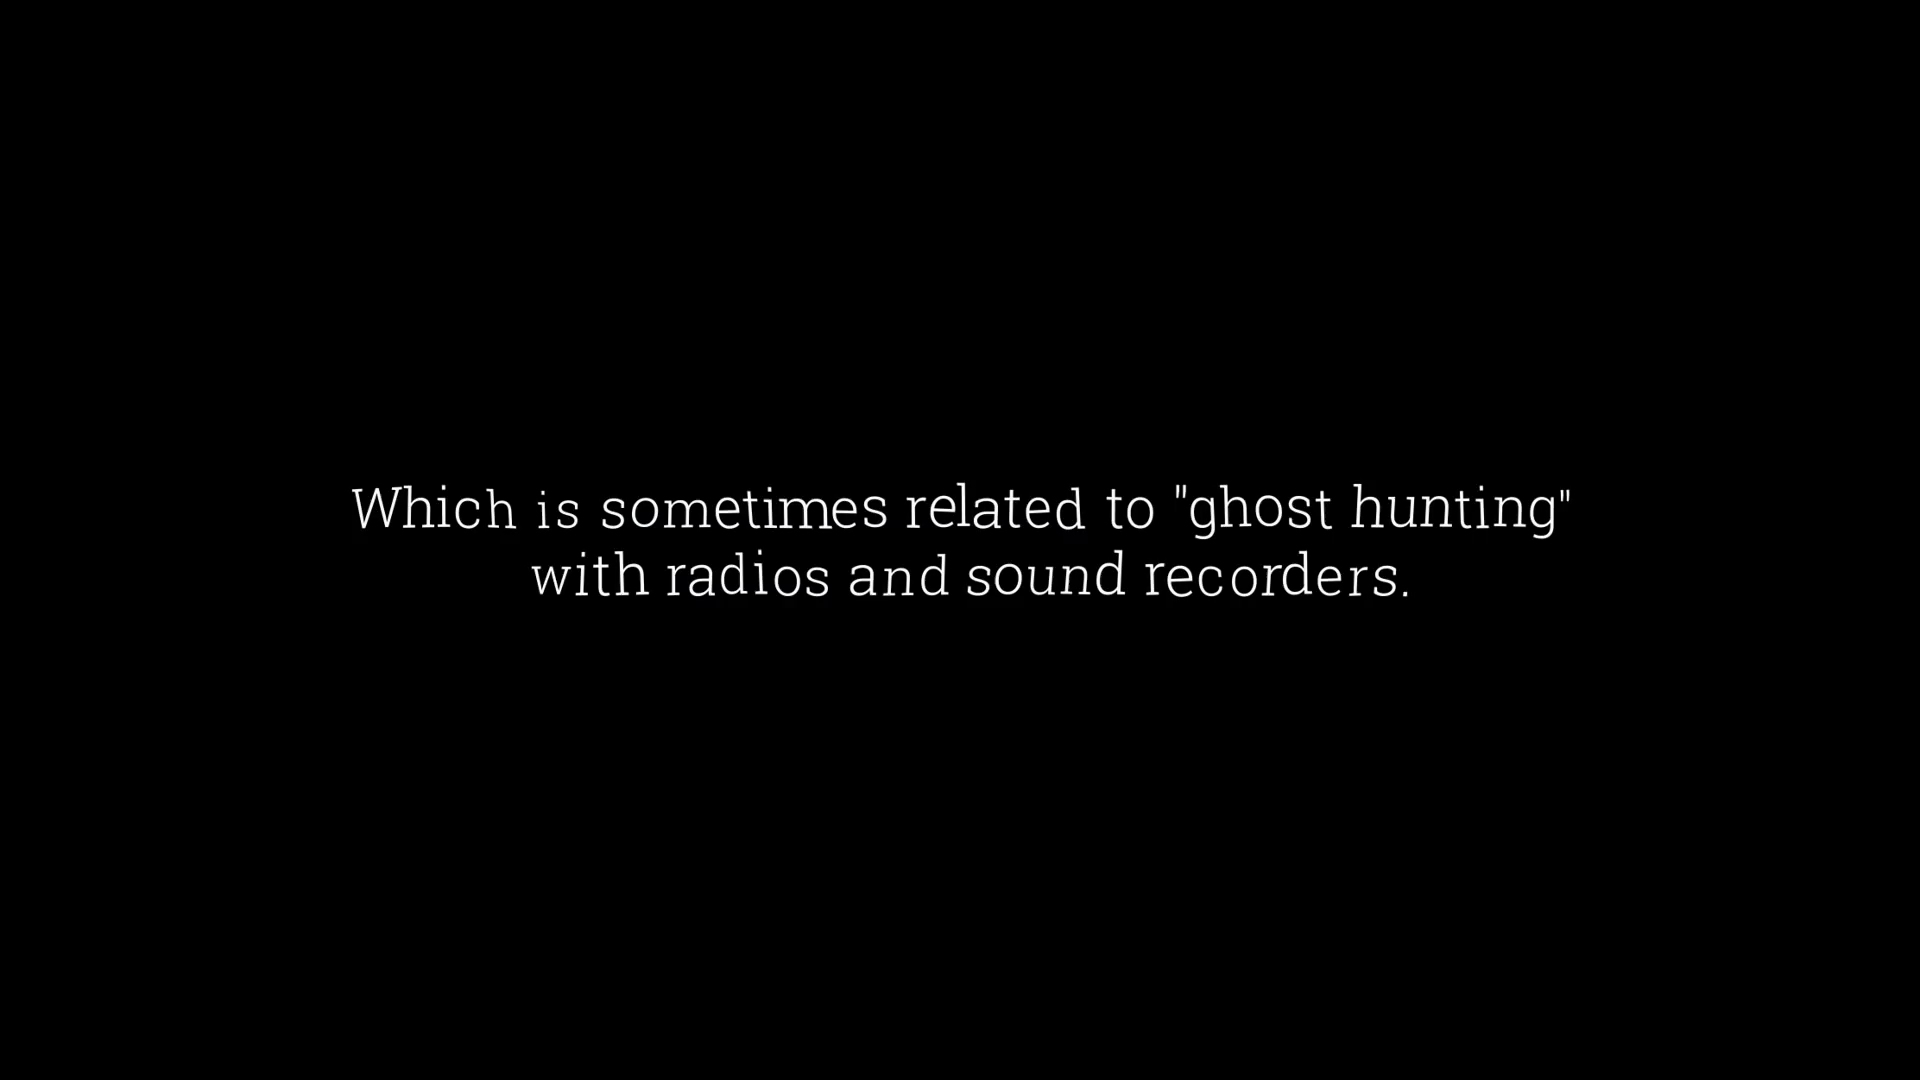 Which is sometimes related to "ghost hunting"
with radios and sound recorders.